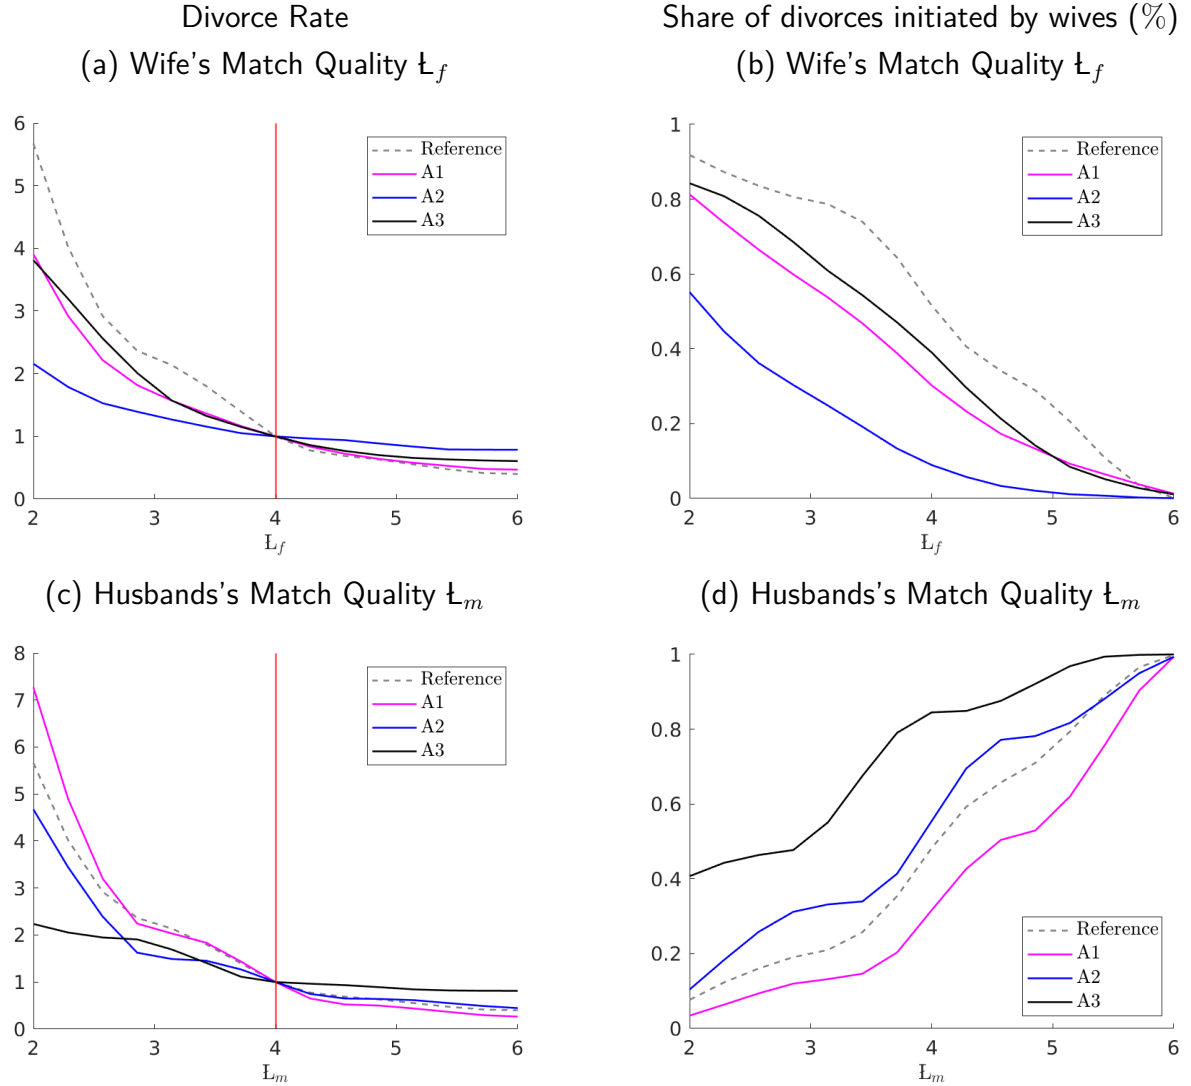 Divorce Rate
Share of divorces initiated by wives (%)
(a) Wife's Match Quality Ł_f
(b) Wife's Match Quality Ł_f
6
5
4
3
2
1
0
2
3
4
5
6
Ł_f
Reference
A1
A2
A3
1
0.8
0.6
0.4
0.2
0
2
3
4
5
6
Ł_f
Reference
A1
A2
A3
(c) Husbands's Match Quality Ł_m
(d) Husbands's Match Quality Ł_m
8
7
6
5
4
3
2
1
0
2
3
4
5
6
Ł_m
Reference
A1
A2
A3
1
0.8
0.6
0.4
0.2
0
2
3
4
5
6
Ł_m
Reference
A1
A2
A3